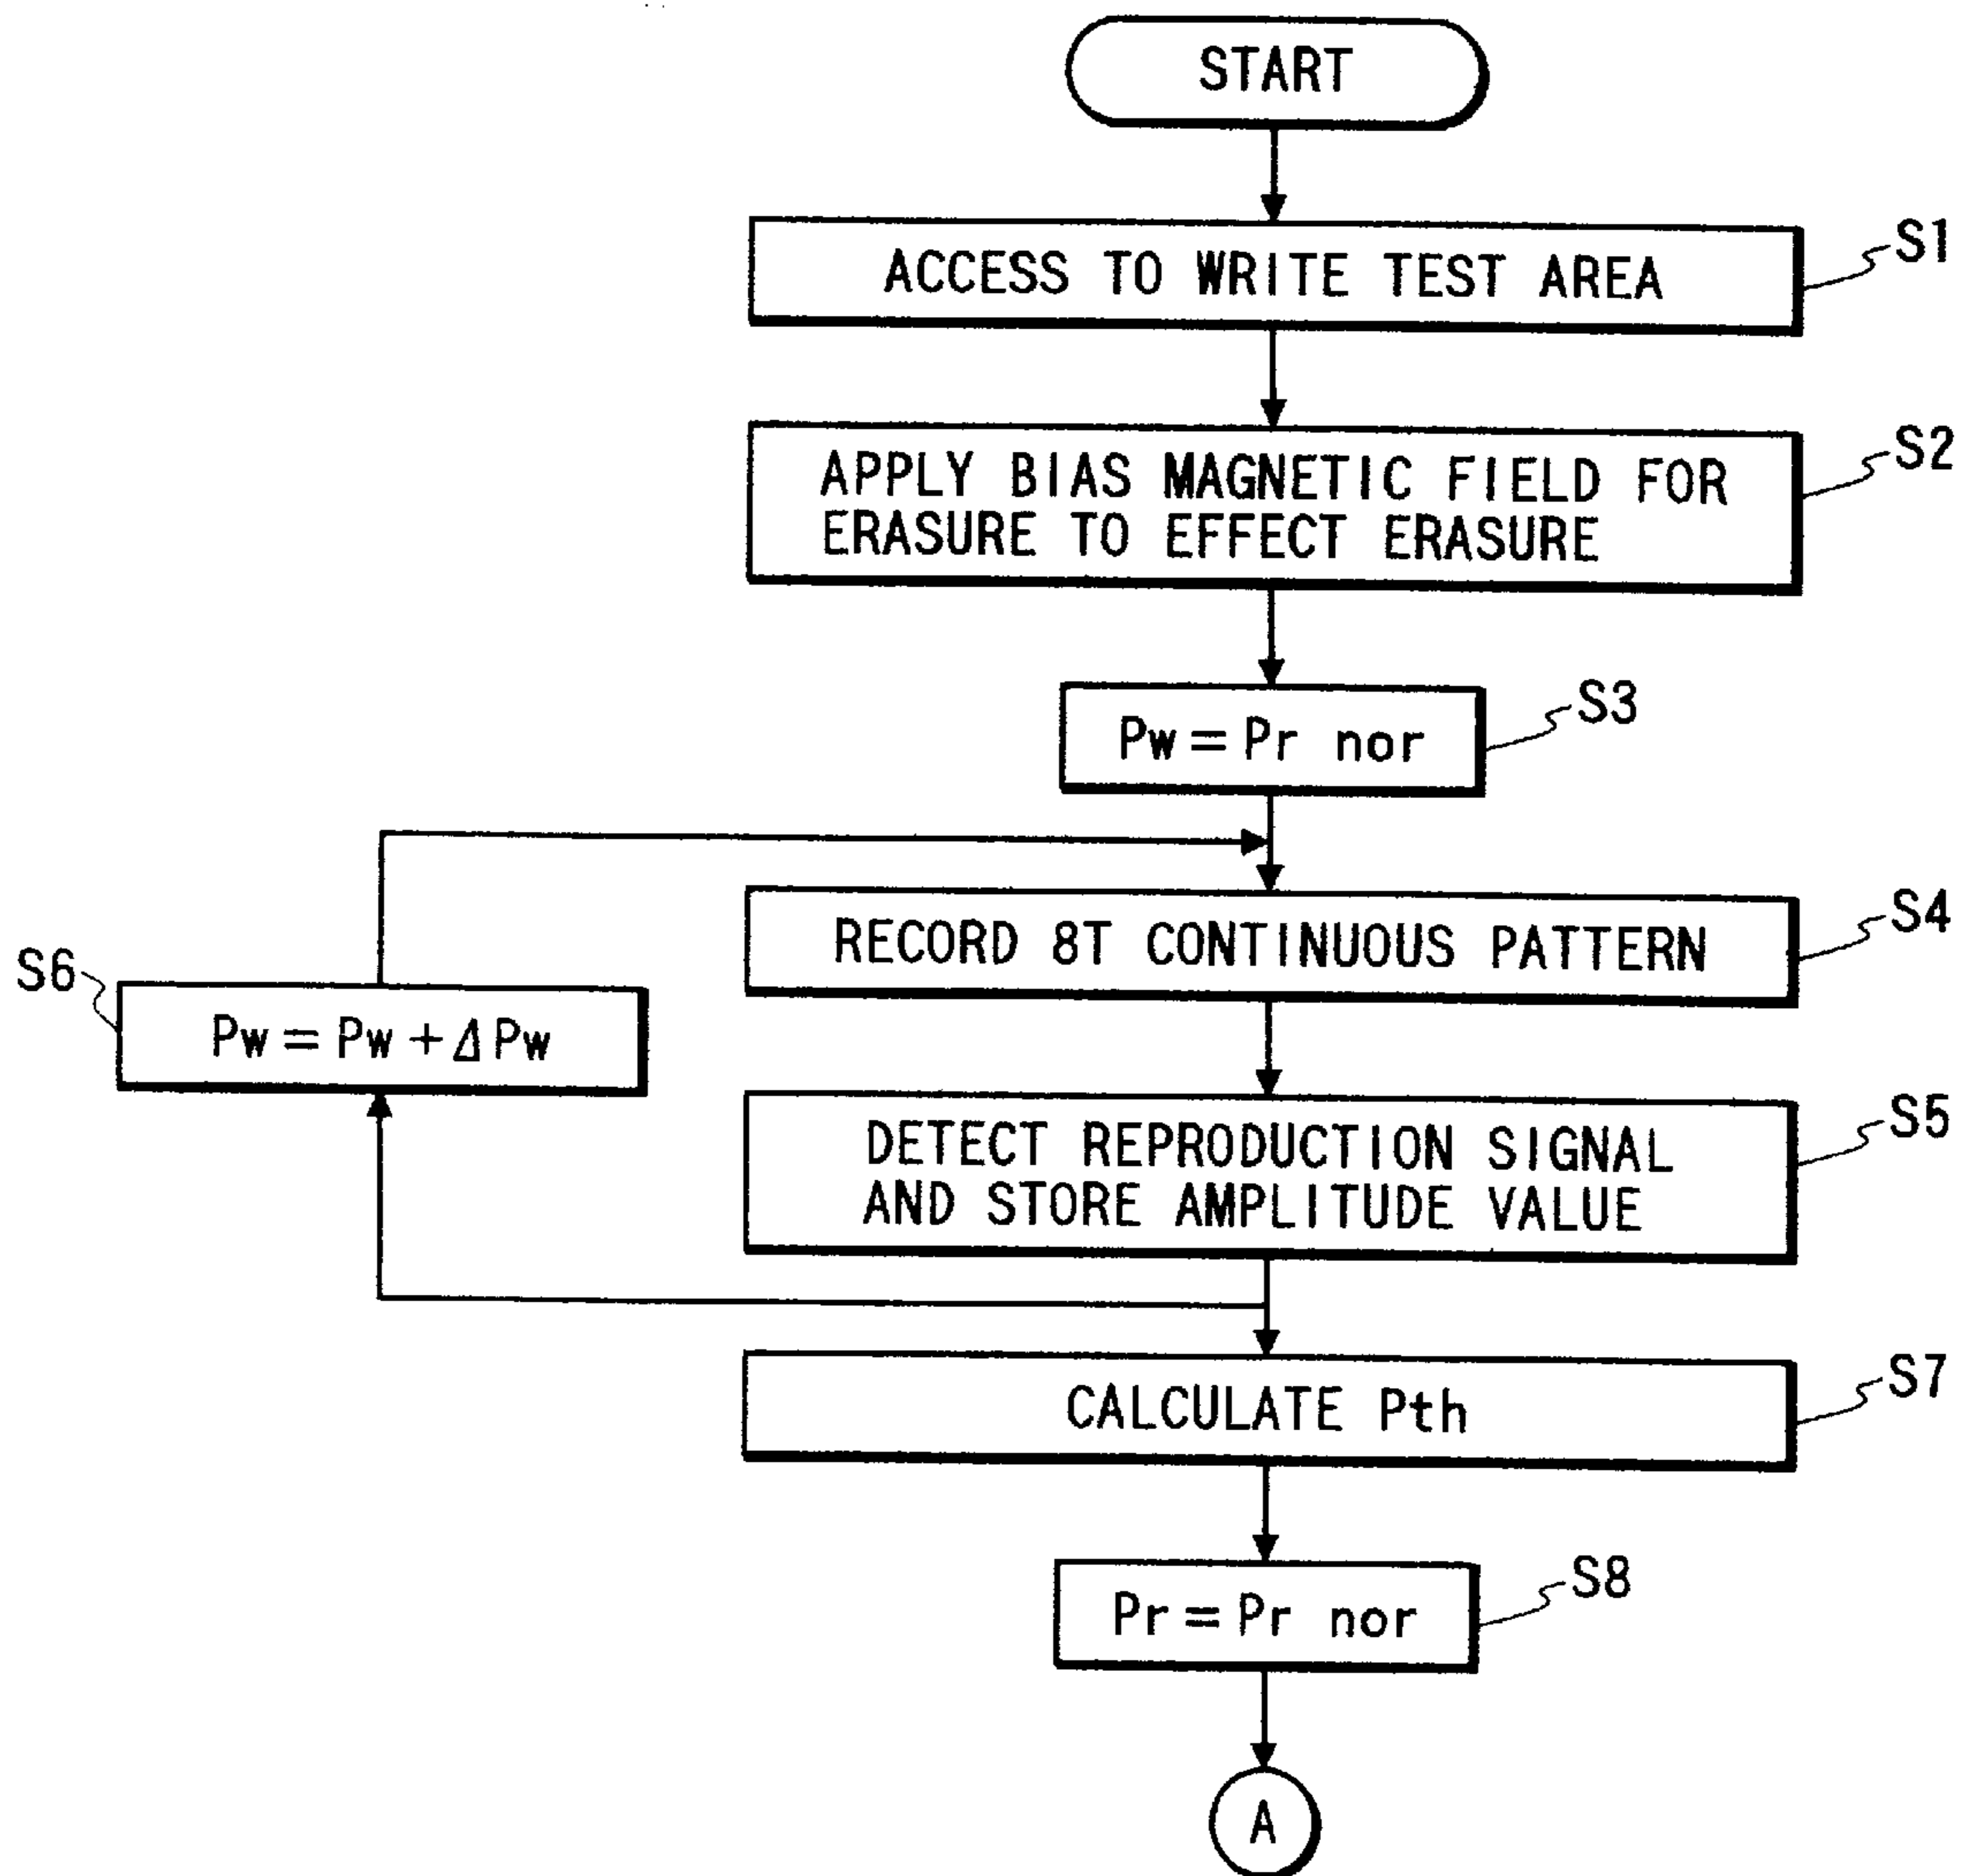 START
ACCESS TO WRITE TEST AREA
S1
APPLY BIAS MAGNETIC FIELD FOR
ERASURE TO EFFECT ERASURE
S2
Pw = Pr nor
S3
RECORD 8T CONTINUOUS PATTERN
S4
S6
Pw = Pw + Δ Pw
DETECT REPRODUCTION SIGNAL
AND STORE AMPLITUDE VALUE
S5
CALCULATE Pth
S7
Pr = Pr nor
S8
A